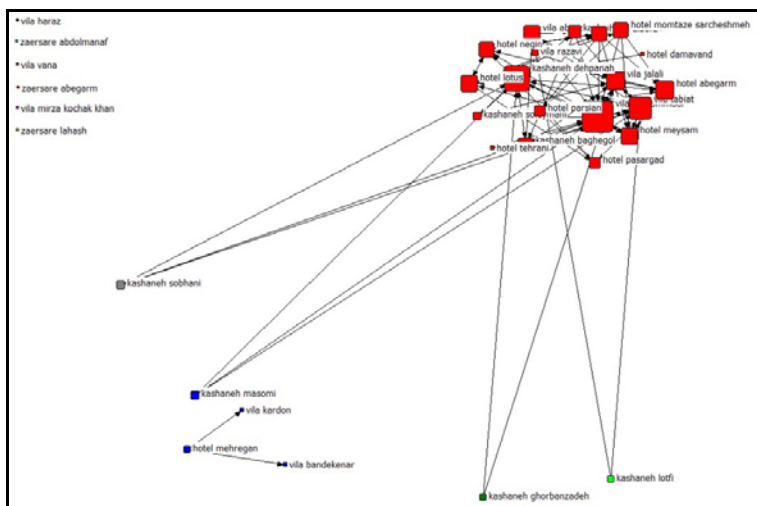 vila haraz
zaersare abdolmanaf
vila vana
zaersare abegarm
vila mirza kochak khan
zaersare lahash
hotel momtaze sarcheshmeh
hotel negin
vila razavi
hotel damavand
kashaneh dehpanah
hotel lotus
vila jalali
hotel abegarm
hotel parsian
hotel meysam
hotel tehrani
kashaneh baghegol
hotel pasargad
kashaneh sobhani
kashaneh masomi
vila kardon
hotel mehregan
vila bandekenar
kashaneh lotfi
kashaneh ghorbanzadeh